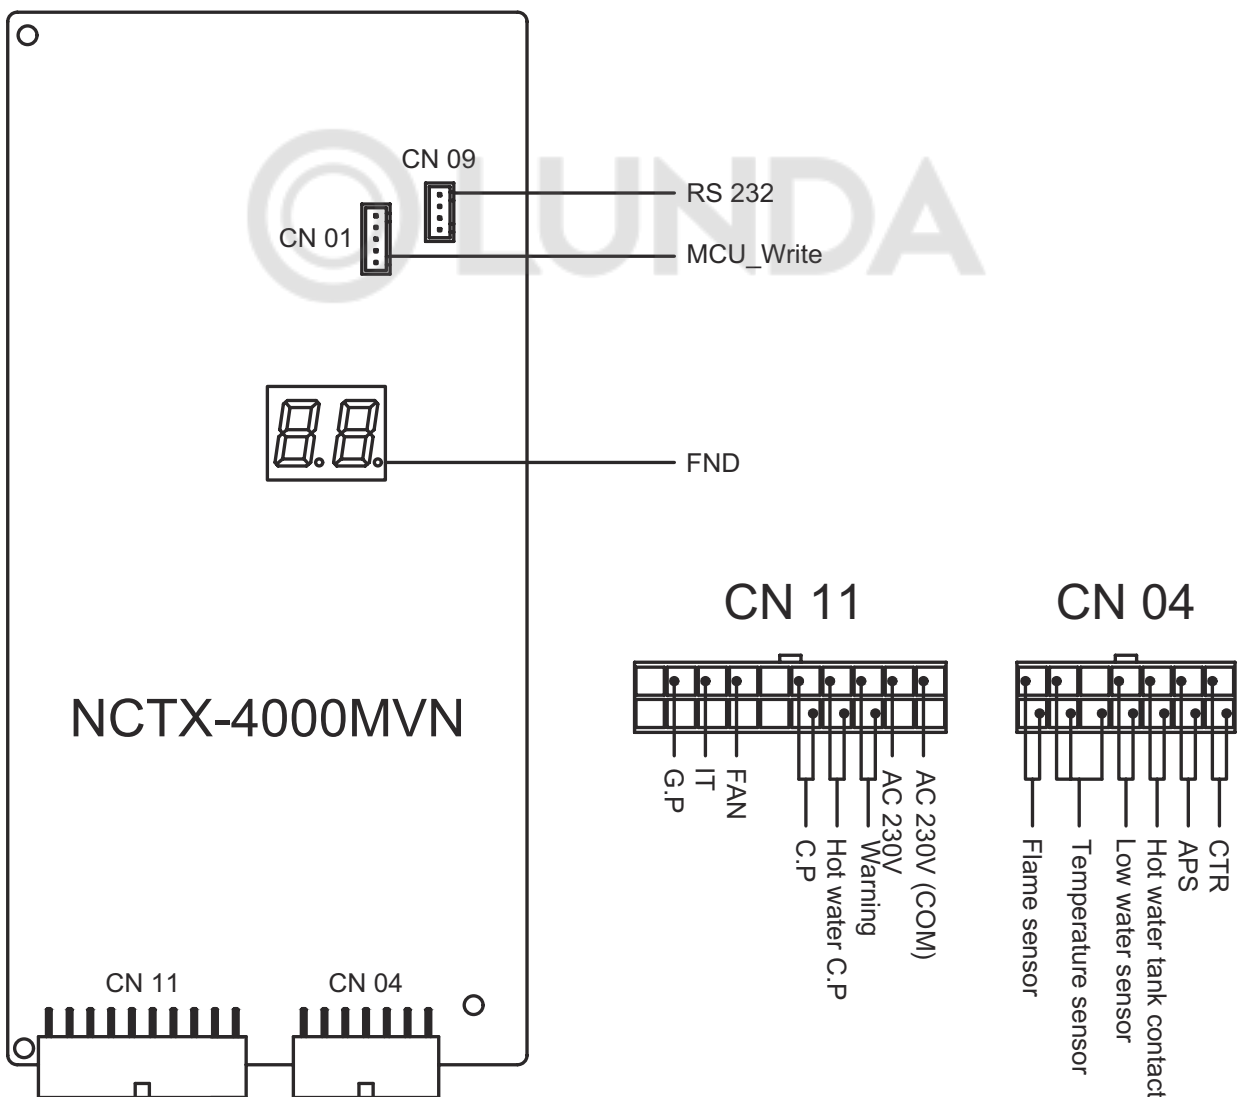 LUNDA
CN 09
RS 232
CN 01
MCU_Write
8.8.
FND
CN 11
CN 04
NCTX-4000MVN
G.P
IT
FAN
C.P
Hot water C.P
Warning
AC 230V
AC 230V (COM)
Flame sensor
Temperature sensor
Low water sensor
Hot water tank contact
APS
CTR
CN 11
CN 04